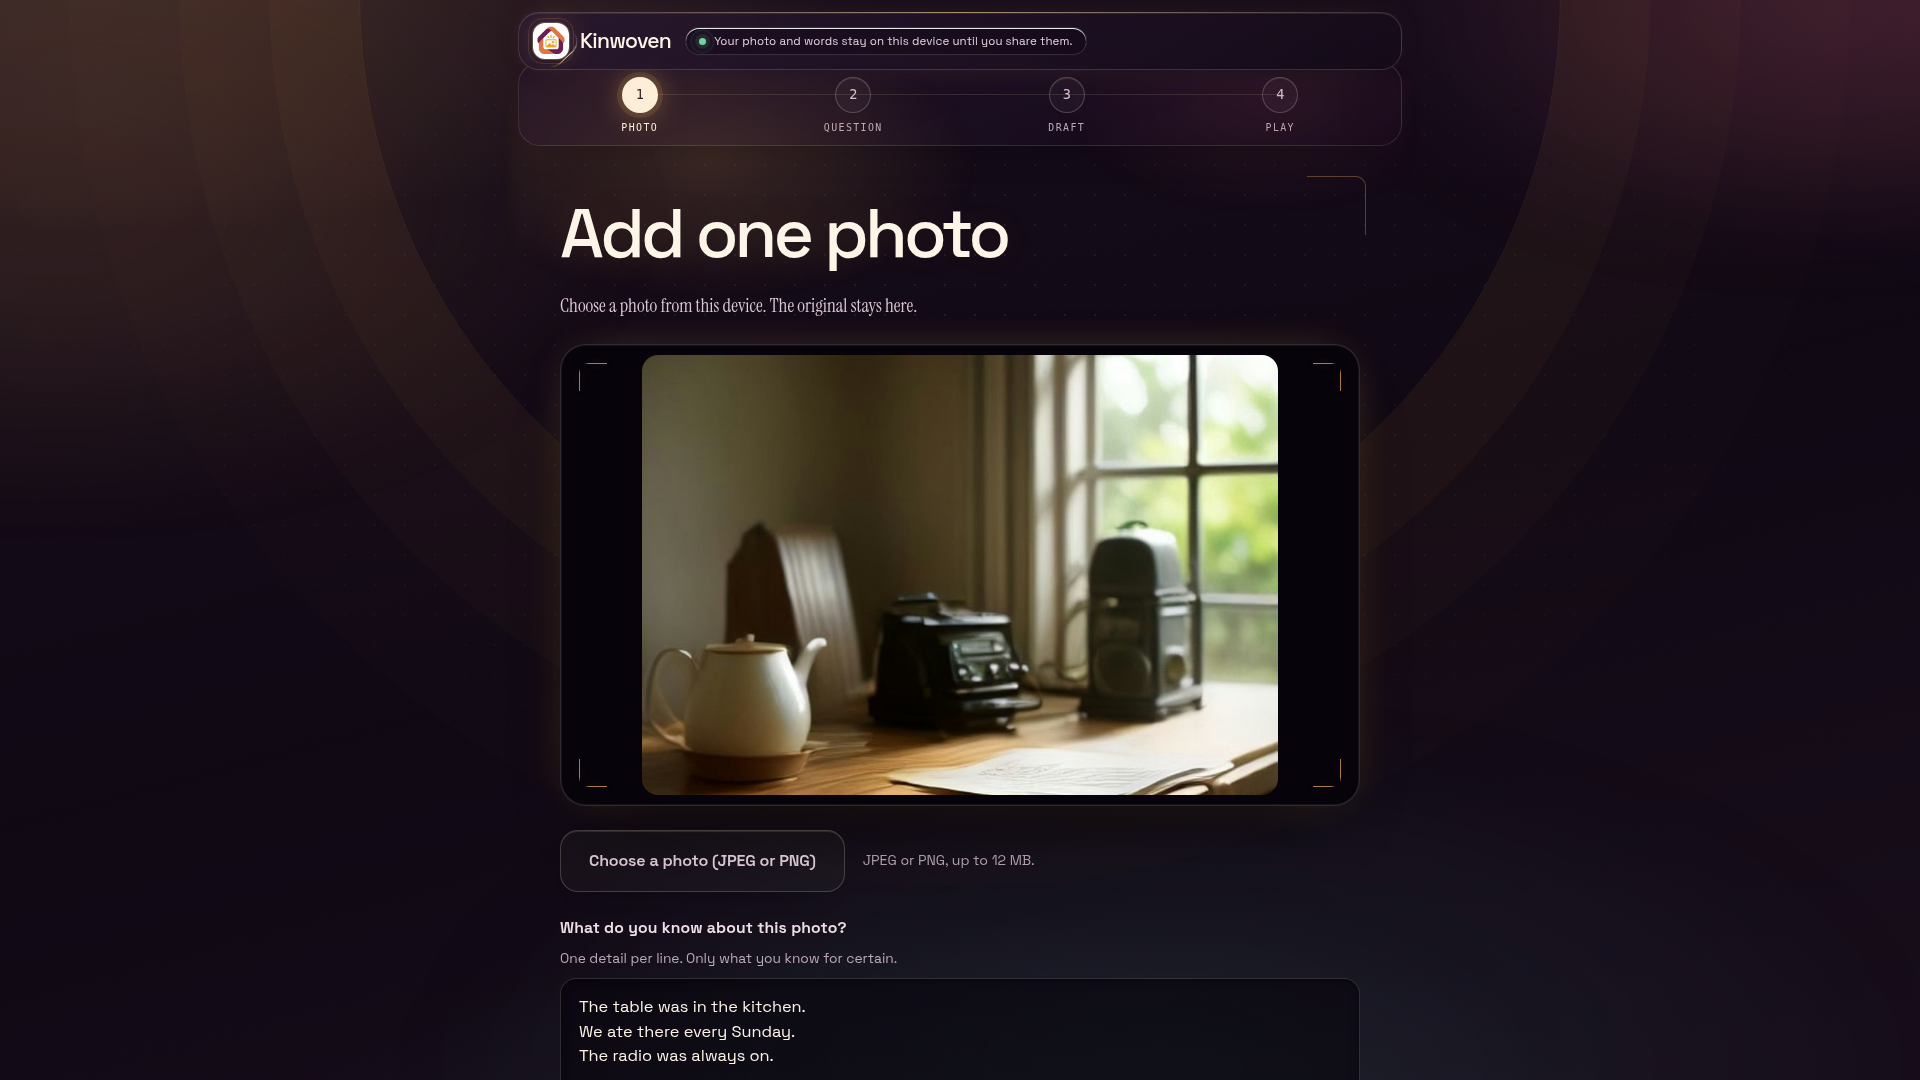 Kinwoven
Your photo and words stay on this device until you share them.
1
2
3
4
PHOTO
QUESTION
DRAFT
PLAY
Add one photo
Choose a photo from this device. The original stays here.
Choose a photo (JPEG or PNG)
JPEG or PNG, up to 12 MB.
What do you know about this photo?
One detail per line. Only what you know for certain.
The table was in the kitchen.
We ate there every Sunday.
The radio was always on.